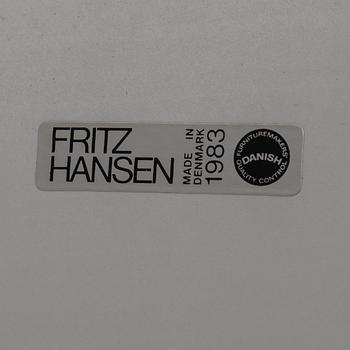 FRITZ
HANSEN
MADE IN
DENMARK
1983
FURNITUREMAKERS'
DANISH
QUALITY CONTROL